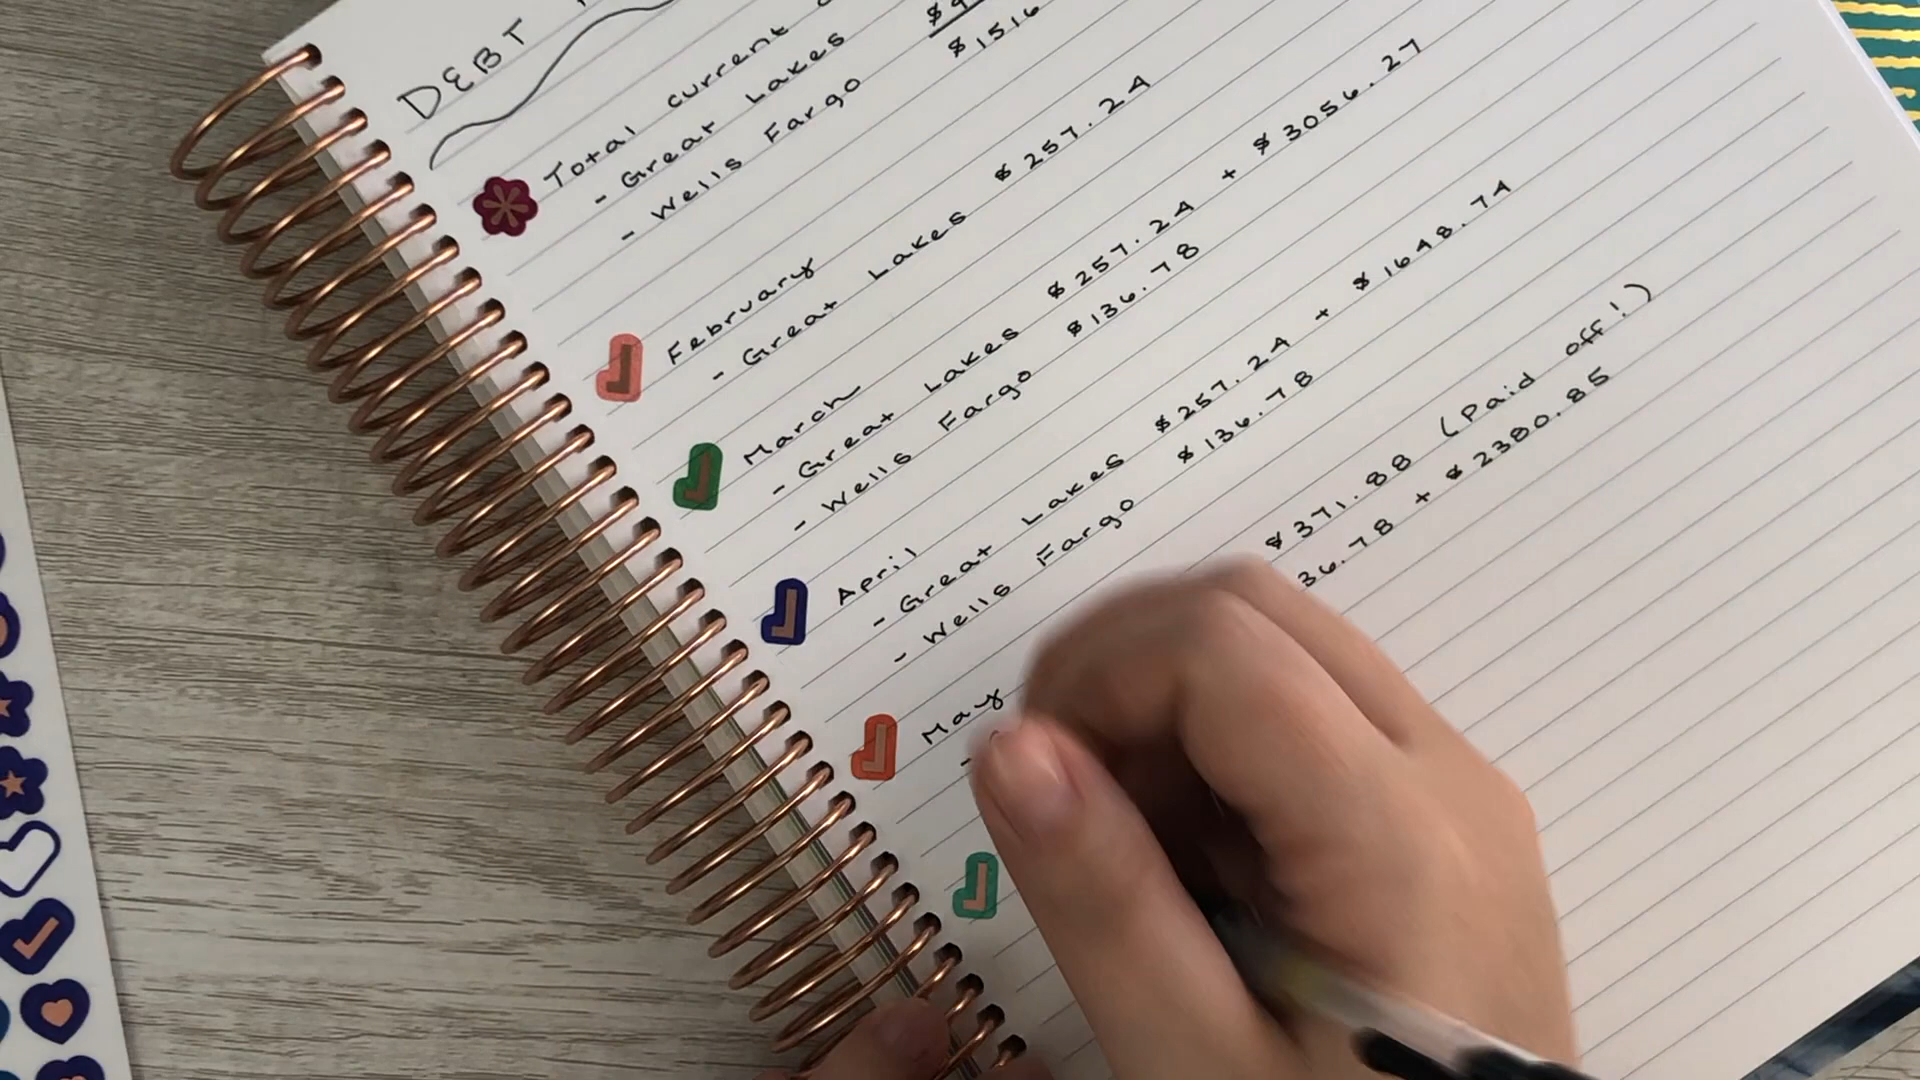 DEBT
Total current
- Great Lakes
- Wells Fargo $1516
February
- Great Lakes $257.24
March
- Great Lakes $257.24 + $3056.27
- Wells Fargo $136.78
April
- Great Lakes $257.24 + $1648.74
- Wells Fargo $136.78
May
- $371.88 (Paid off!)
36.78 + $2380.85